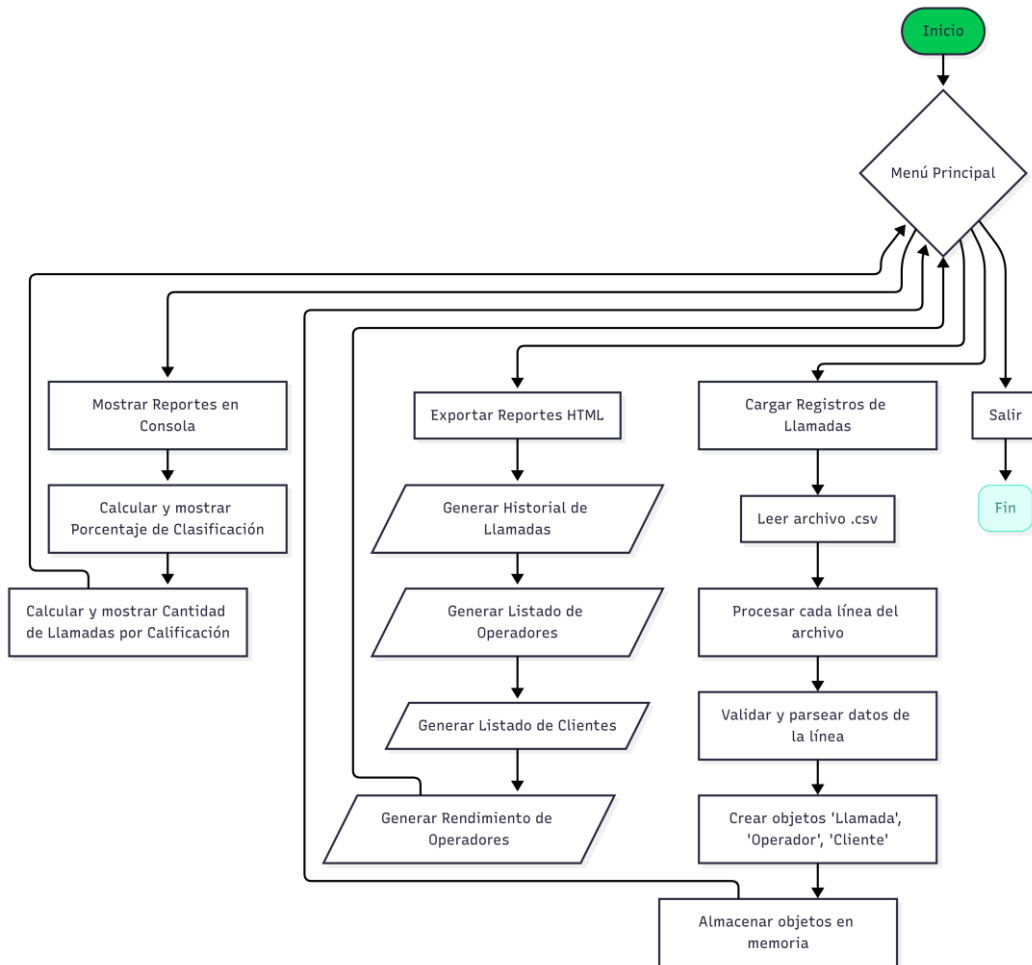 Inicio
Menú Principal
Mostrar Reportes en
Consola
Calcular y mostrar
Porcentaje de Clasificación
Calcular y mostrar Cantidad
de Llamadas por Calificación
Exportar Reportes HTML
Generar Historial de
Llamadas
Generar Listado de
Operadores
Generar Listado de Clientes
Generar Rendimiento de
Operadores
Cargar Registros de
Llamadas
Leer archivo .csv
Procesar cada línea del
archivo
Validar y parsear datos de
la línea
Crear objetos 'Llamada',
'Operador', 'Cliente'
Almacenar objetos en
memoria
Salir
Fin